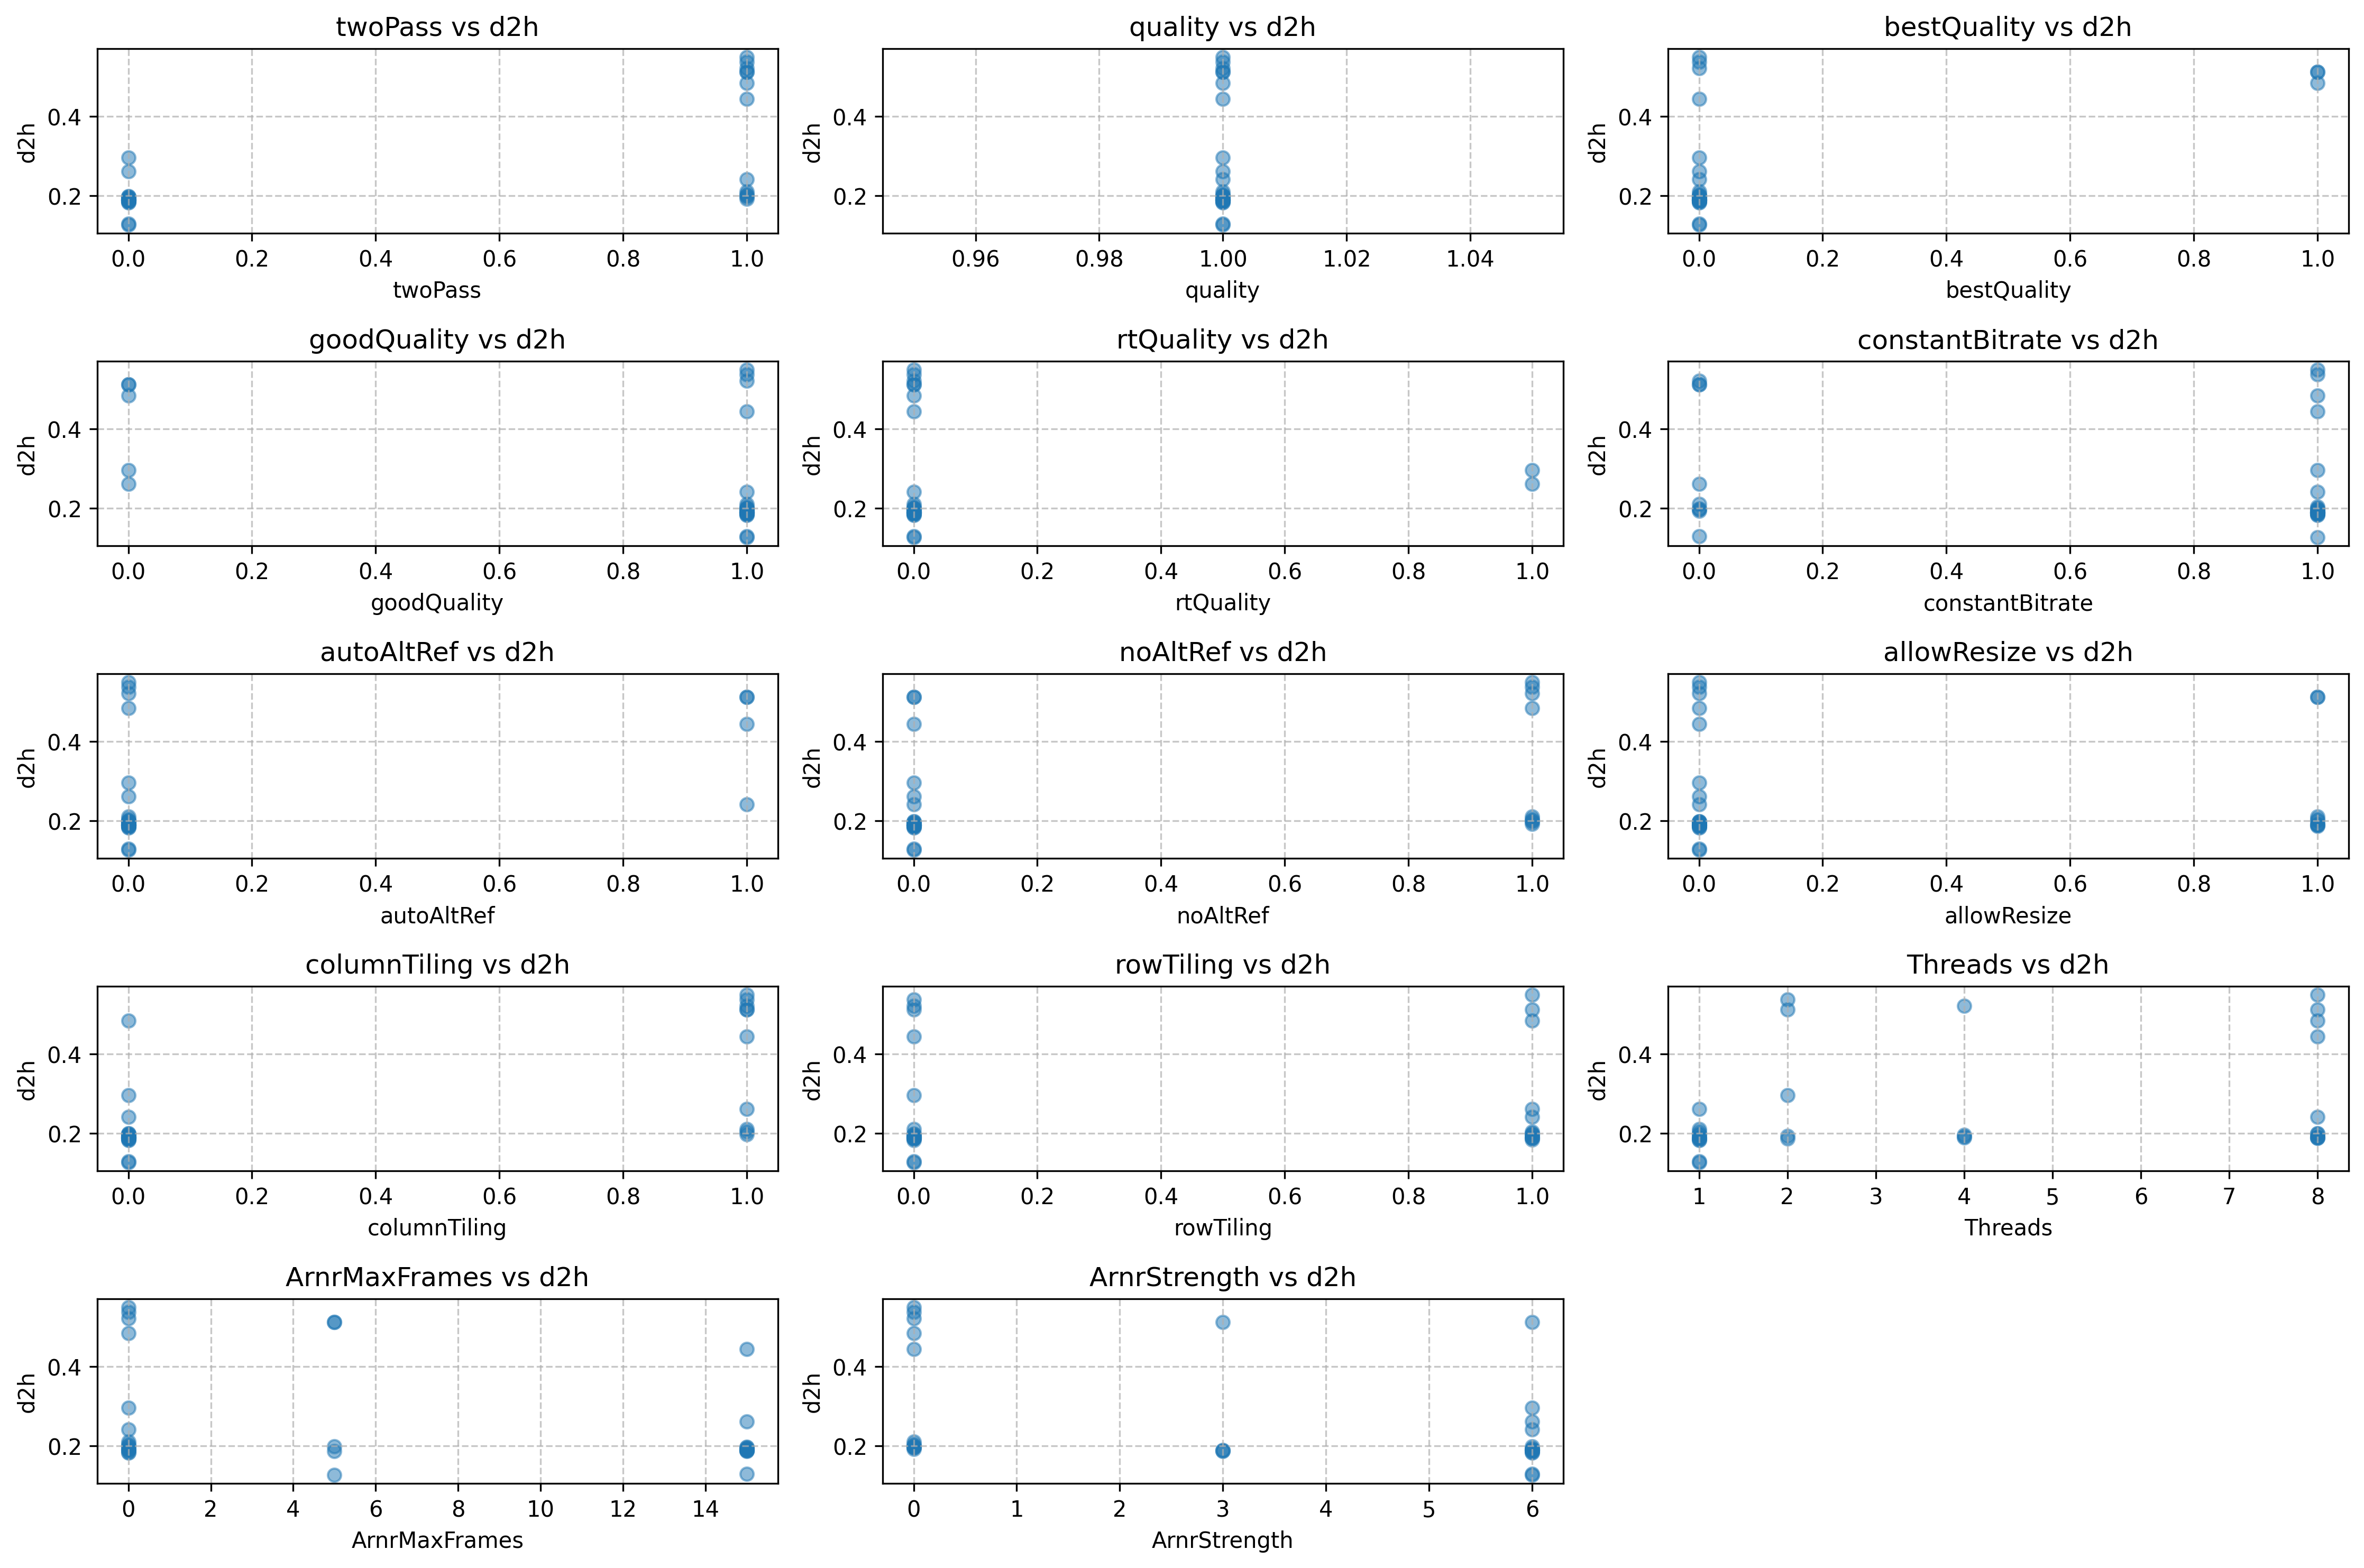 twoPass vs d2h
d2h
0.4
0.2
0.0 0.2 0.4 0.6 0.8 1.0
twoPass
quality vs d2h
d2h
0.4
0.2
0.96 0.98 1.00 1.02 1.04
quality
bestQuality vs d2h
d2h
0.4
0.2
0.0 0.2 0.4 0.6 0.8 1.0
bestQuality
goodQuality vs d2h
d2h
0.4
0.2
0.0 0.2 0.4 0.6 0.8 1.0
goodQuality
rtQuality vs d2h
d2h
0.4
0.2
0.0 0.2 0.4 0.6 0.8 1.0
rtQuality
constantBitrate vs d2h
d2h
0.4
0.2
0.0 0.2 0.4 0.6 0.8 1.0
constantBitrate
autoAltRef vs d2h
d2h
0.4
0.2
0.0 0.2 0.4 0.6 0.8 1.0
autoAltRef
noAltRef vs d2h
d2h
0.4
0.2
0.0 0.2 0.4 0.6 0.8 1.0
noAltRef
allowResize vs d2h
d2h
0.4
0.2
0.0 0.2 0.4 0.6 0.8 1.0
allowResize
columnTiling vs d2h
d2h
0.4
0.2
0.0 0.2 0.4 0.6 0.8 1.0
columnTiling
rowTiling vs d2h
d2h
0.4
0.2
0.0 0.2 0.4 0.6 0.8 1.0
rowTiling
Threads vs d2h
d2h
0.4
0.2
1 2 3 4 5 6 7 8
Threads
ArnrMaxFrames vs d2h
d2h
0.4
0.2
0 2 4 6 8 10 12 14
ArnrMaxFrames
ArnrStrength vs d2h
d2h
0.4
0.2
0 1 2 3 4 5 6
ArnrStrength